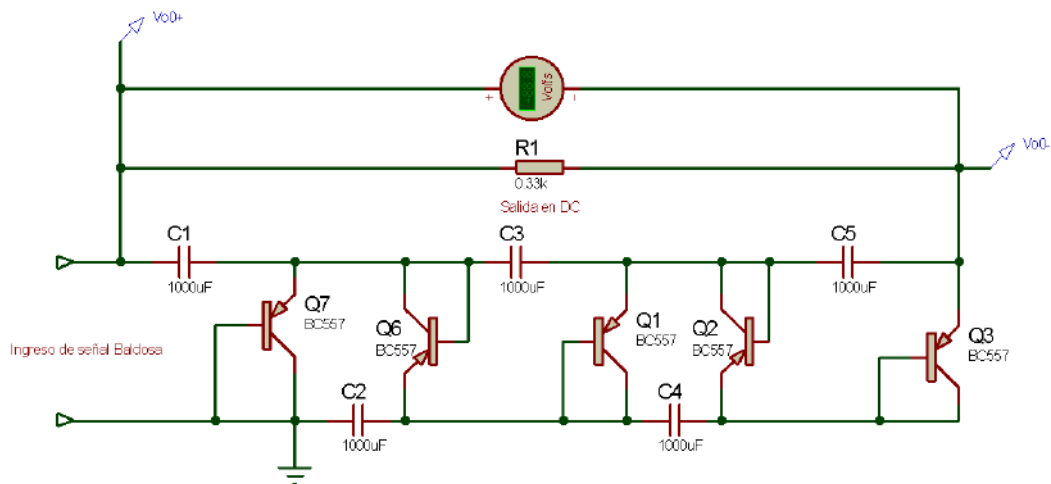 Vo0+
+
Volts
-
R1
0.33k
Vo0-
Salida en DC
C1
1000uF
C3
1000uF
C5
1000uF
Q7
BC557
Q6
BC557
Q1
BC557
Q2
BC557
Q3
BC557
Ingreso de señal Baldosa
C2
1000uF
C4
1000uF